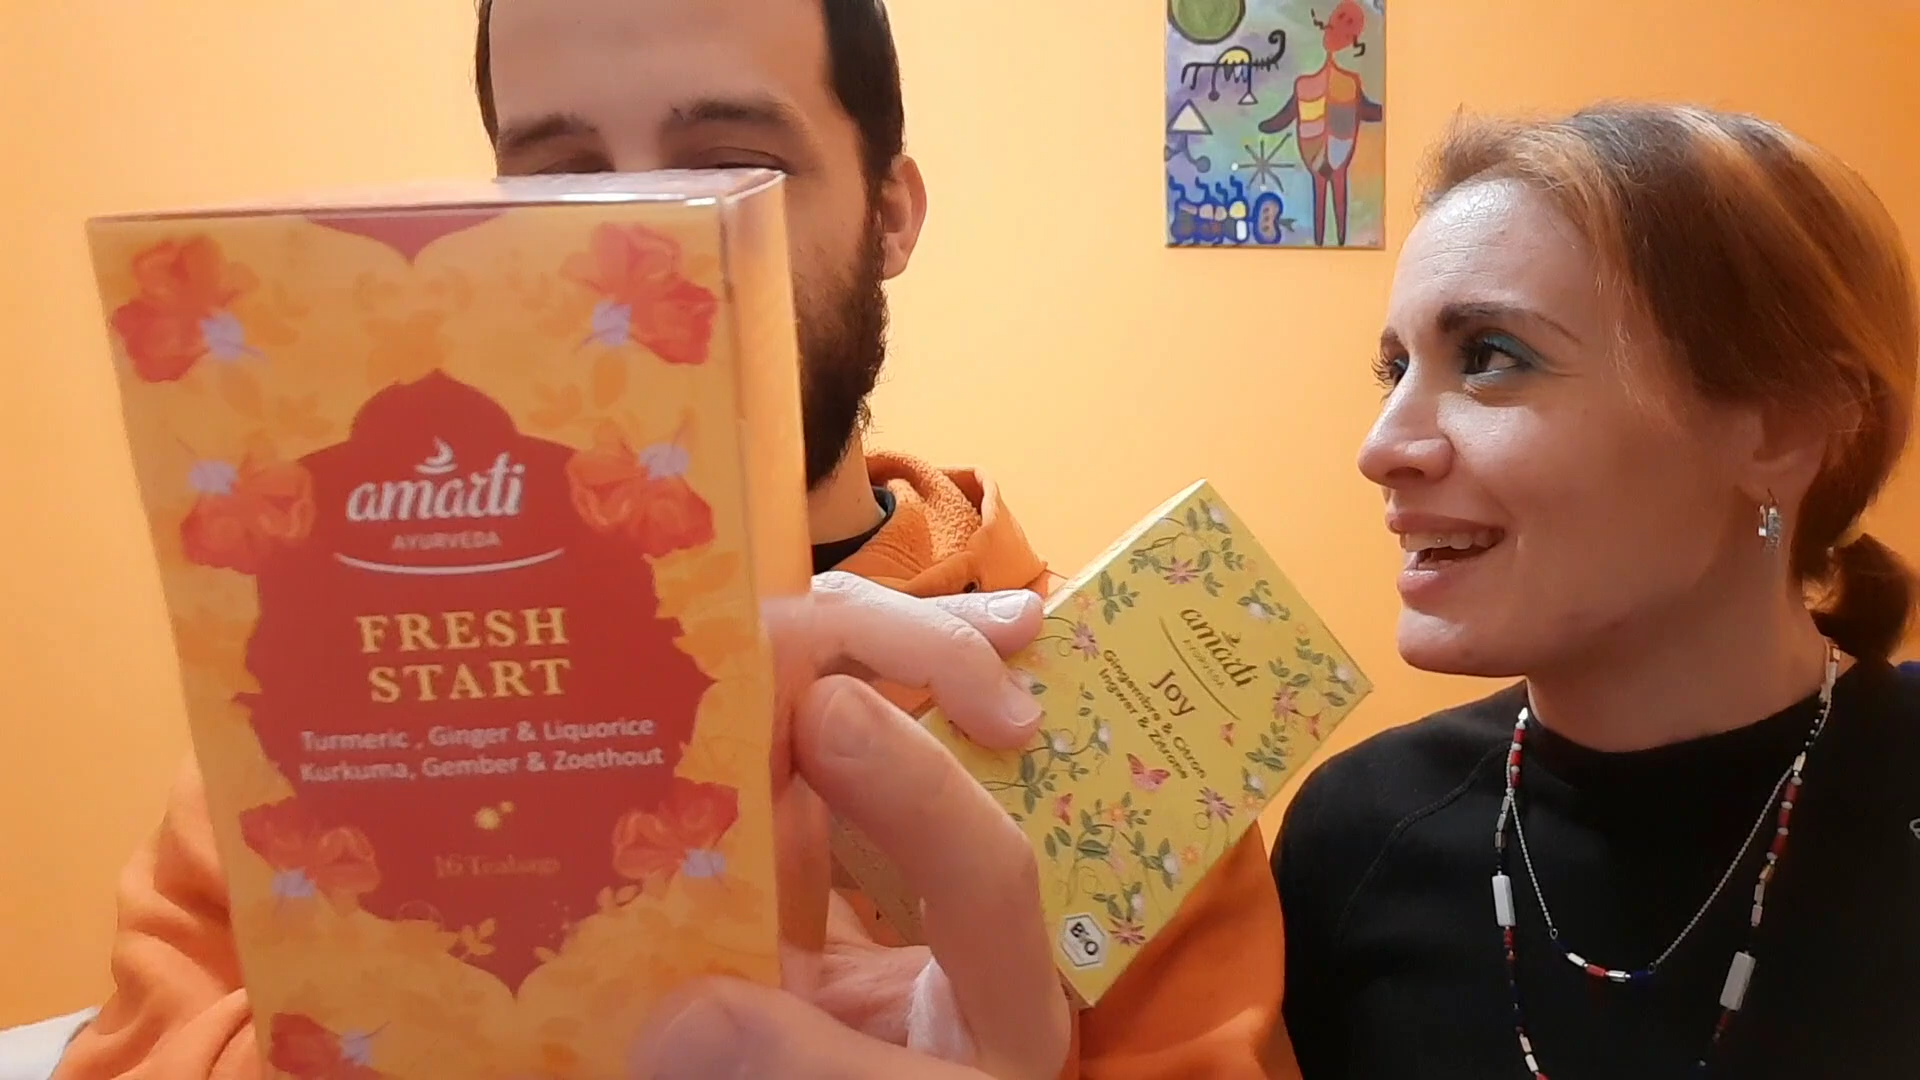 amarti
AYURVEDA
FRESH
START
Turmeric , Ginger & Liquorice
Kurkuma, Gember & Zoethout
16 Teabags
amarti
AYURVEDA
Joy
Gingembre & Citron
Ingwer & Zitrone
BIO